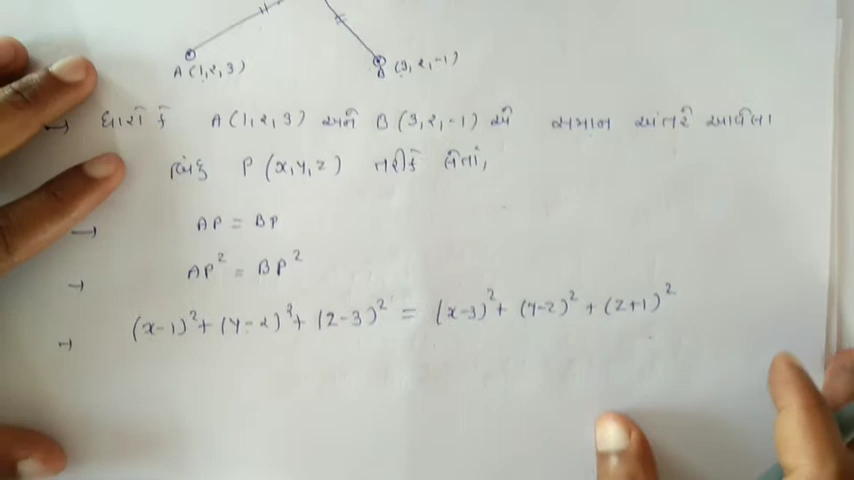 A (1,2,3)
B (3,2,-1)
→ ધારો કે A (1,2,3) અને B (3,2,-1) થી સમાન અંતરે આવેલા
બિંદુ P (x,y,z) તરીકે લેતાં,
→ AP = BP
→ AP² = BP²
→ (x-1)² + (y-2)² + (z-3)² = (x-3)² + (y-2)² + (z+1)²